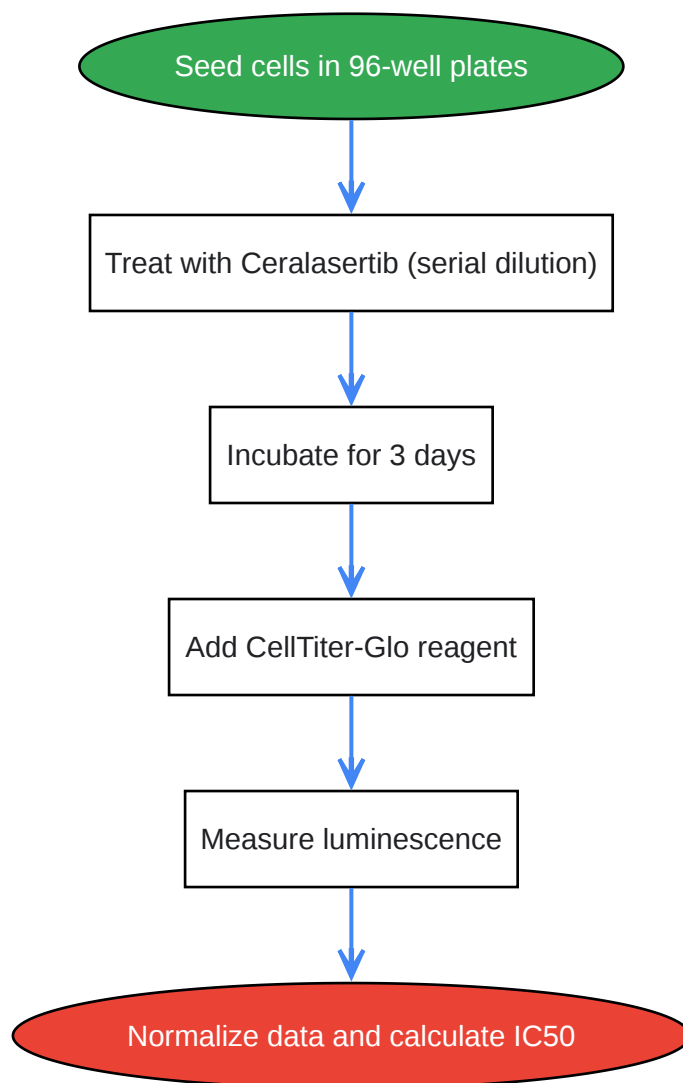 Seed cells in 96-well plates
Treat with Ceralasertib (serial dilution)
Incubate for 3 days
Add CellTiter-Glo reagent
Measure luminescence
Normalize data and calculate IC50